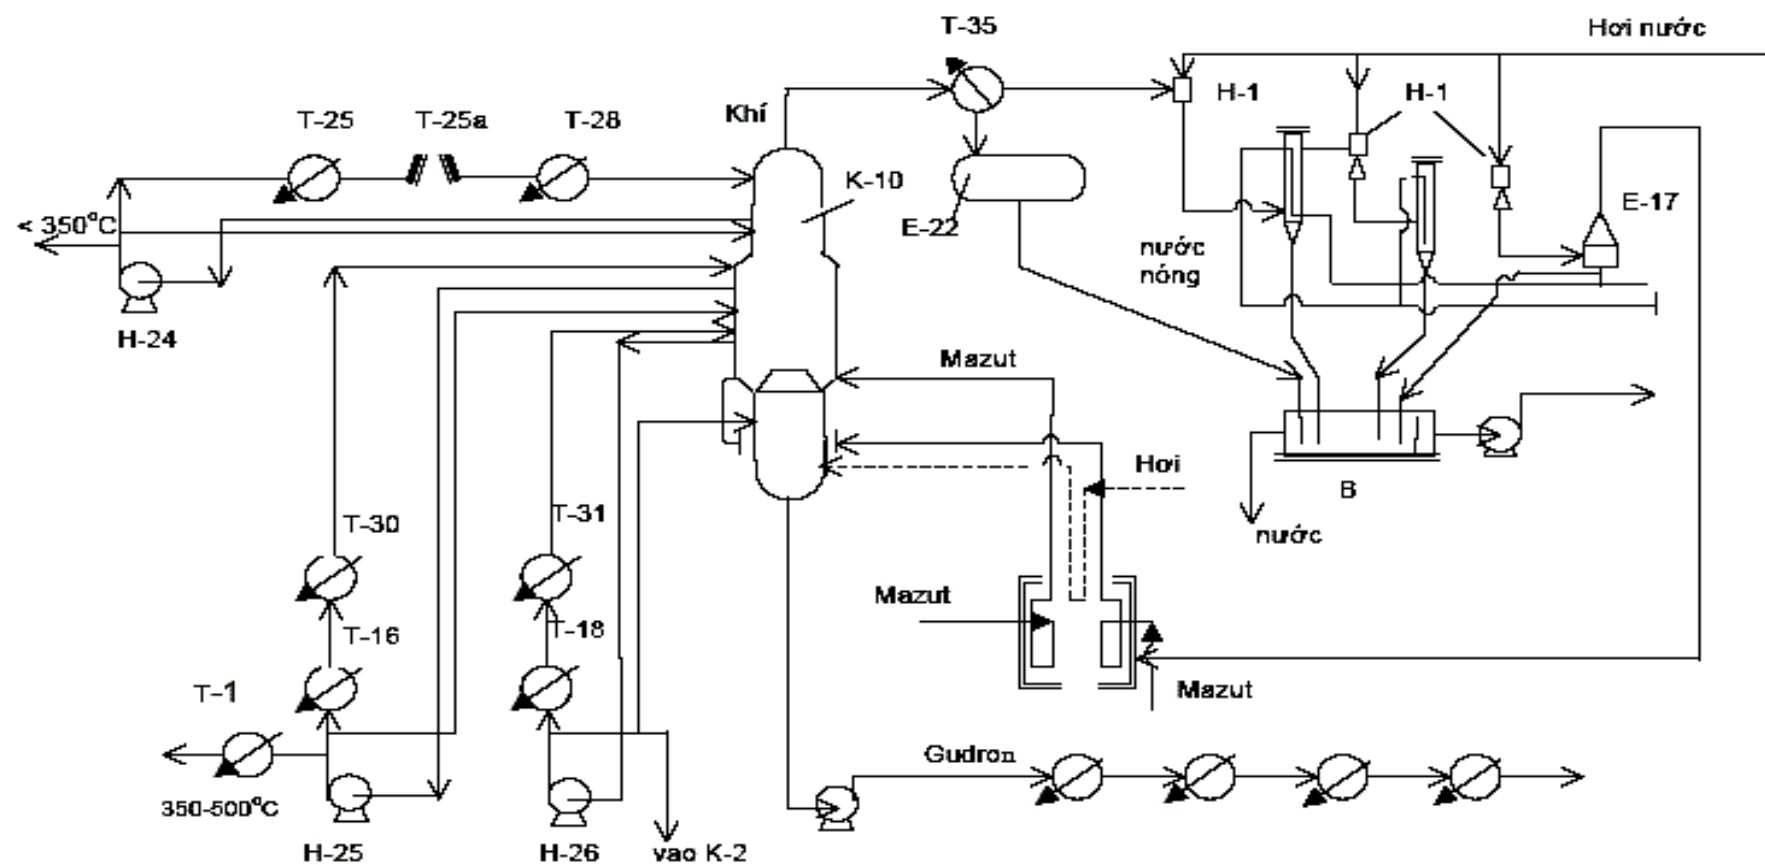 T-35
Hơi nước
Khí
H-1
H-1
T-25
T-25a
T-28
K-10
E-22
E-17
< 350°C
nước
nóng
H-24
Mazut
Hơi
B
nước
T-30
T-31
Mazut
T-16
T-18
T-1
Mazut
Gudron
350-500°C
H-25
H-26
vao K-2